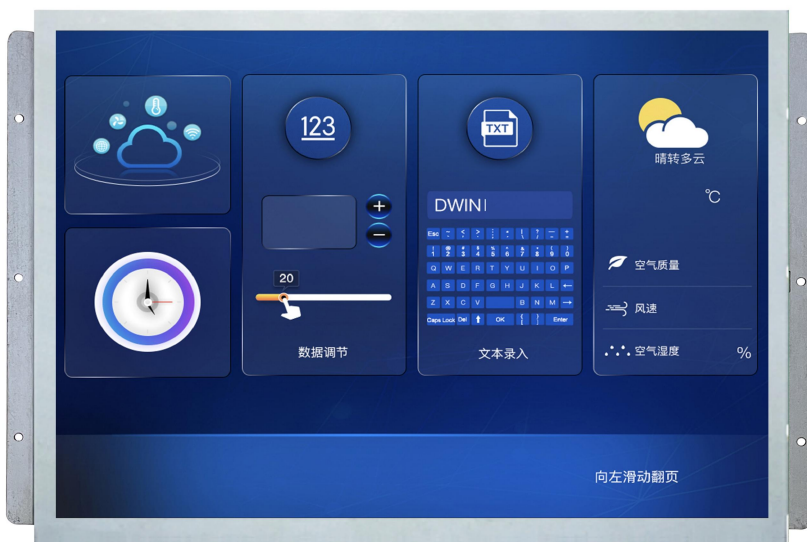 123
20
数据调节
TXT
DWIN
Esc
Q W E R T Y U I O P
A S D F G H J K L ←
Z X C V B N M →
Caps Lock Del OK Enter
文本录入
晴转多云
℃
空气质量
风速
空气湿度 %
向左滑动翻页